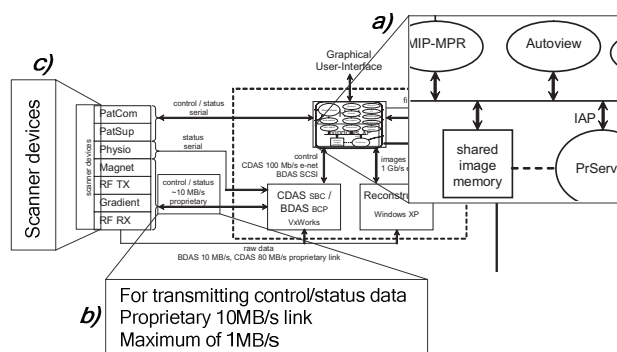 a)
MIP-MPR
Autoview
IAP
shared
image
memory
PrServ
c)
Scanner devices
scanner devices
PatCom
PatSup
Physio
Magnet
RF TX
Gradient
RF RX
Graphical
User-Interface
control / status
serial
status
serial
control / status
~10 MB/s
proprietary
control
CDAS 100 Mb/s e-net
BDAS SCSI
images
1 Gb/s e
fi
CDAS SBC /
BDAS BCP
VxWorks
Reconstr
Windows XP
raw data
BDAS 10 MB/s, CDAS 80 MB/s proprietary link
b)
For transmitting control/status data
Proprietary 10MB/s link
Maximum of 1MB/s